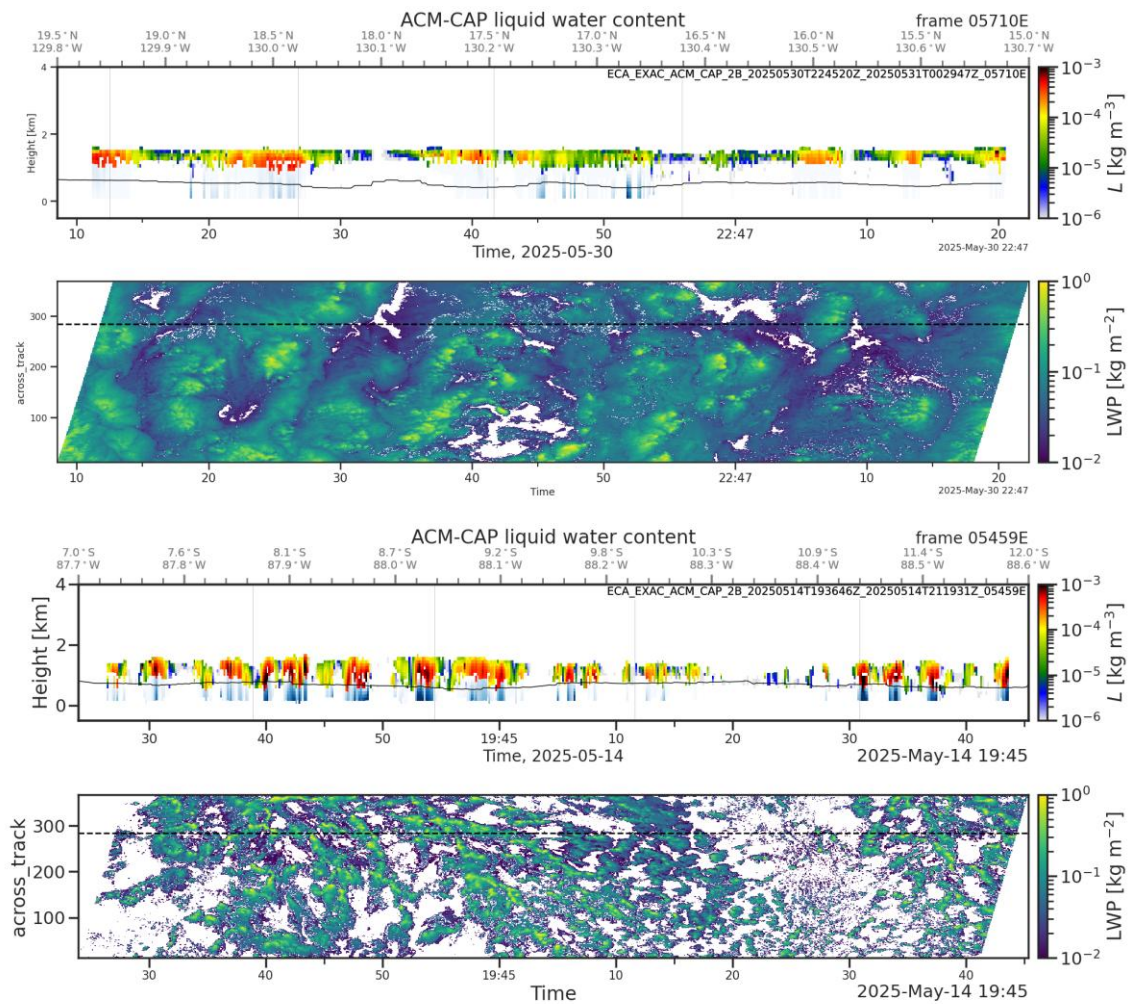 ACM-CAP liquid water content
frame 05710E
19.5°N 19.0°N 18.5°N 18.0°N 17.5°N 17.0°N 16.5°N 16.0°N 15.5°N 15.0°N
129.8°W 129.9°W 130.0°W 130.1°W 130.2°W 130.3°W 130.4°W 130.5°W 130.6°W 130.7°W
ECA_EXAC_ACM_CAP_2B_20250530T224520Z_20250531T002947Z_05710E
Height [km]
4
2
0
10 20 30 40 50 22:47 10 20
Time, 2025-05-30
2025-May-30 22:47
10⁻³
10⁻⁴
10⁻⁵
10⁻⁶
L [kg m⁻³]
across_track
300
200
100
10 20 30 40 50 22:47 10 20
Time
2025-May-30 22:47
10⁰
10⁻¹
10⁻²
LWP [kg m⁻²]
ACM-CAP liquid water content
frame 05459E
7.0°S 7.6°S 8.1°S 8.7°S 9.2°S 9.8°S 10.3°S 10.9°S 11.4°S 12.0°S
87.7°W 87.8°W 87.9°W 88.0°W 88.1°W 88.2°W 88.3°W 88.4°W 88.5°W 88.6°W
ECA_EXAC_ACM_CAP_2B_20250514T193646Z_20250514T211931Z_05459E
Height [km]
4
2
0
30 40 50 19:45 10 20 30 40
Time, 2025-05-14
2025-May-14 19:45
10⁻³
10⁻⁴
10⁻⁵
10⁻⁶
L [kg m⁻³]
across_track
300
200
100
30 40 50 19:45 10 20 30 40
Time
2025-May-14 19:45
10⁰
10⁻¹
10⁻²
LWP [kg m⁻²]